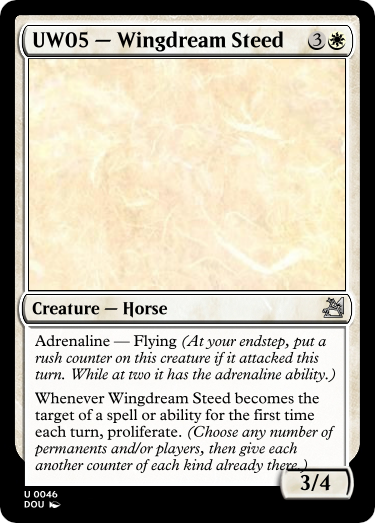 UW05 — Wingdream Steed 3
Creature — Horse
Adrenaline — Flying (At your endstep, put a
rush counter on this creature if it attacked this
turn. While at two it has the adrenaline ability.)
Whenever Wingdream Steed becomes the
target of a spell or ability for the first time
each turn, proliferate. (Choose any number of
permanents and/or players, then give each
another counter of each kind already there.)
3/4
U 0046
DOU